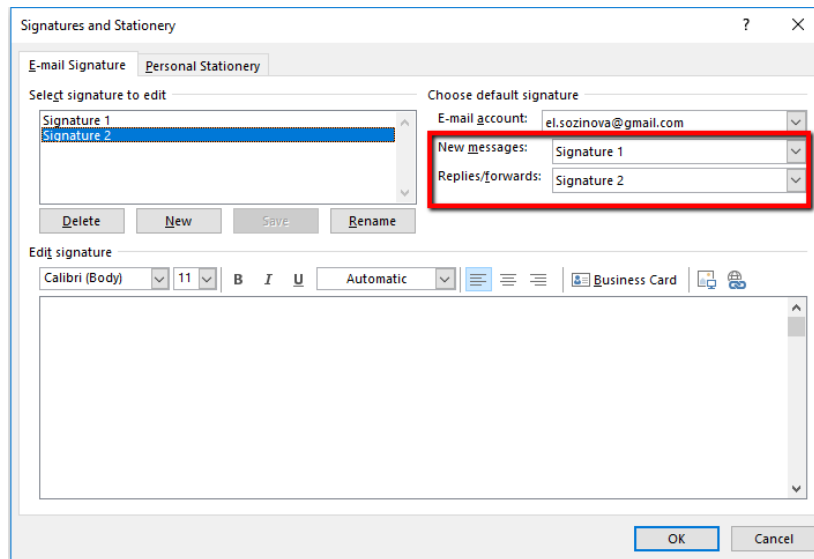 Signatures and Stationery
E-mail Signature Personal Stationery
Select signature to edit
Choose default signature
Signature 1
Signature 2
E-mail account: el.sozinova@gmail.com
New messages: Signature 1
Replies/forwards: Signature 2
Delete New Save Rename
Edit signature
Calibri (Body) 11 B I U Automatic Business Card
OK Cancel